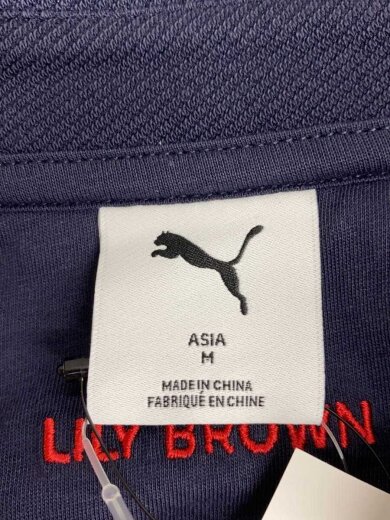 ASIA
M
MADE IN CHINA
FABRIQUÉ EN CHINE
LILY BROWN